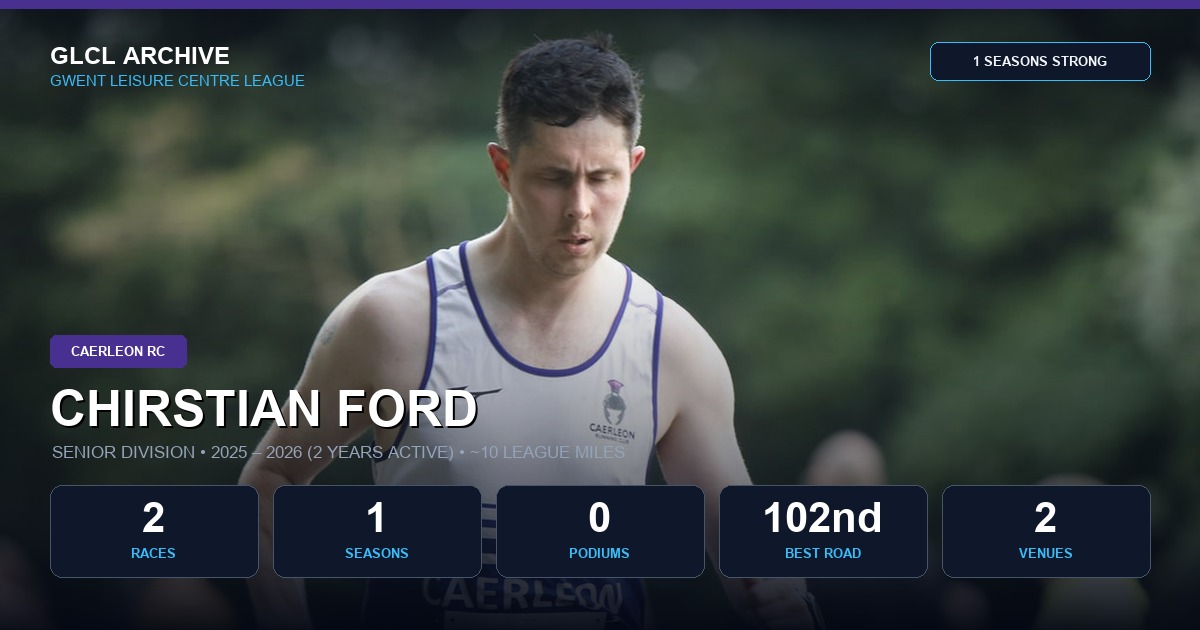 GLCL ARCHIVE
GWENT LEISURE CENTRE LEAGUE
1 SEASONS STRONG
CAERLEON RC
CHIRSTIAN FORD
SENIOR DIVISION • 2025 – 2026 (2 YEARS ACTIVE) • ~10 LEAGUE MILES
CAERLEON
RUNNING CLUB
2
RACES
1
SEASONS
0
PODIUMS
102nd
BEST ROAD
2
VENUES
CAERLEON